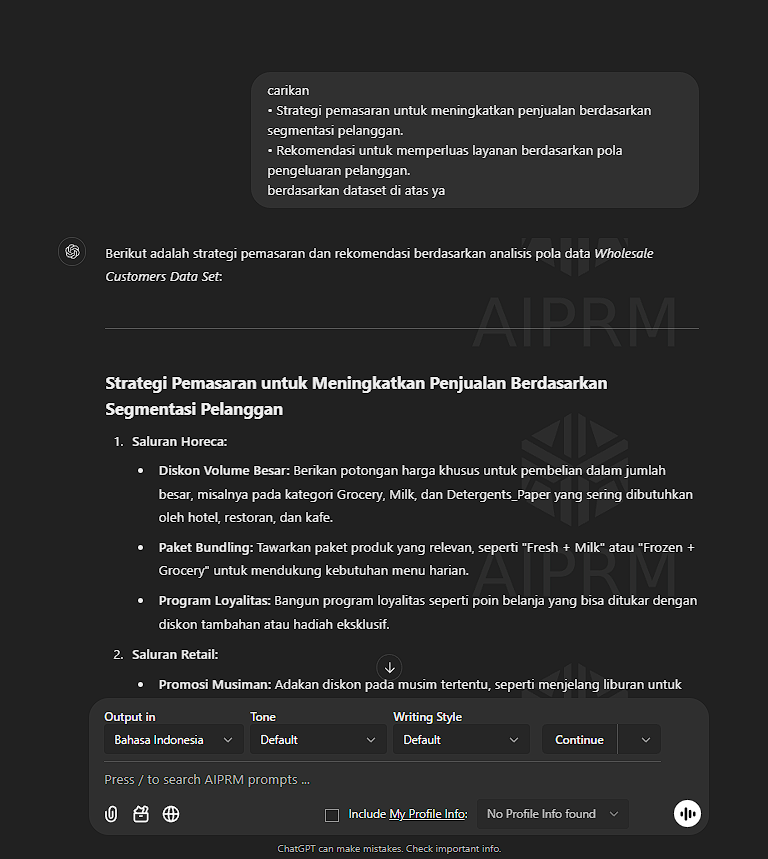 carikan
• Strategi pemasaran untuk meningkatkan penjualan berdasarkan
segmentasi pelanggan.
• Rekomendasi untuk memperluas layanan berdasarkan pola
pengeluaran pelanggan.
berdasarkan dataset di atas ya
Berikut adalah strategi pemasaran dan rekomendasi berdasarkan analisis pola data Wholesale
Customers Data Set:
AIPRM
Strategi Pemasaran untuk Meningkatkan Penjualan Berdasarkan
Segmentasi Pelanggan
1. Saluran Horeca:
• Diskon Volume Besar: Berikan potongan harga khusus untuk pembelian dalam jumlah
besar, misalnya pada kategori Grocery, Milk, dan Detergents_Paper yang sering dibutuhkan
oleh hotel, restoran, dan kafe.
• Paket Bundling: Tawarkan paket produk yang relevan, seperti "Fresh + Milk" atau "Frozen +
Grocery" untuk mendukung kebutuhan menu harian.
AIPRM
• Program Loyalitas: Bangun program loyalitas seperti poin belanja yang bisa ditukar dengan
diskon tambahan atau hadiah eksklusif.
2. Saluran Retail:
• Promosi Musiman: Adakan diskon pada musim tertentu, seperti menjelang liburan untuk
Output in
Tone
Writing Style
Bahasa Indonesia
Default
Default
Continue
Press / to search AIPRM prompts ...
Include My Profile Info:
No Profile Info found
ChatGPT can make mistakes. Check important info.